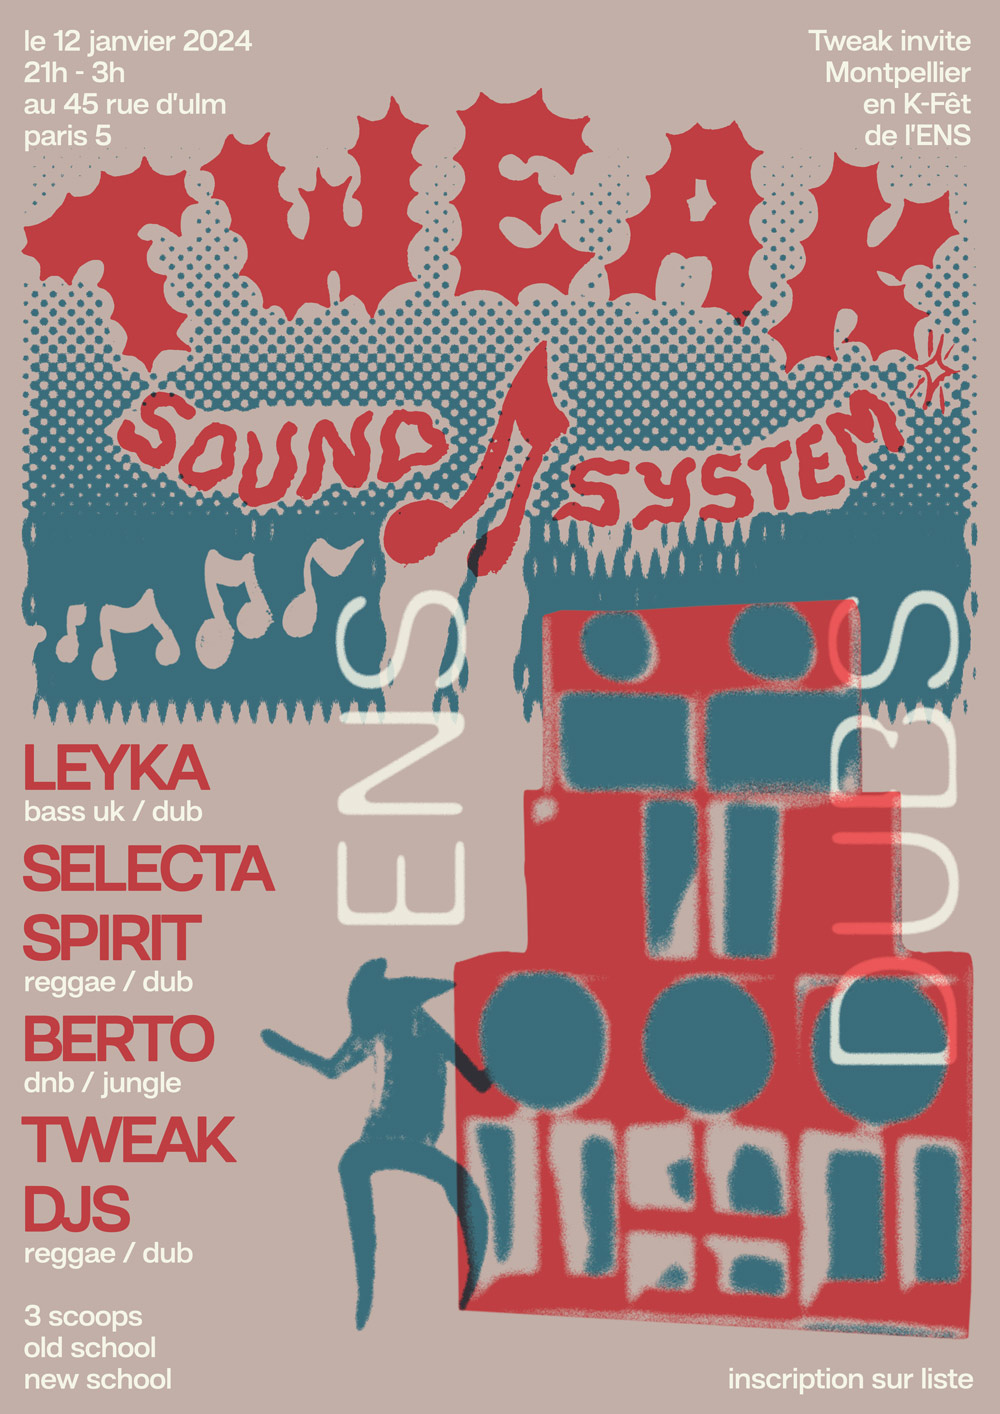 le 12 janvier 2024
21h - 3h
au 45 rue d'ulm
paris 5
Tweak invite
Montpellier
en K-Fêt
de l'ENS
TWEAK
SOUND SYSTEM
ENS
DUBS
LEYKA
bass uk / dub
SELECTA
SPIRIT
reggae / dub
BERTO
dnb / jungle
TWEAK
DJS
reggae / dub
3 scoops
old school
new school
inscription sur liste